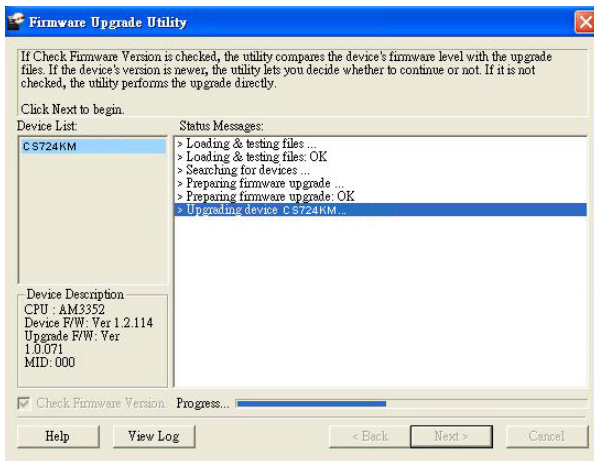 Firmware Upgrade Utility
If Check Firmware Version is checked, the utility compares the device's firmware level with the upgrade
files. If the device's version is newer, the utility lets you decide whether to continue or not. If it is not
checked, the utility performs the upgrade directly.
Click Next to begin.
Device List:
CS724KM
Status Messages:
> Loading & testing files ...
> Loading & testing files: OK
> Searching for devices ...
> Preparing firmware upgrade ...
> Preparing firmware upgrade: OK
> Upgrading device CS724KM...
Device Description
CPU : AM3352
Device F/W: Ver 1.2.114
Upgrade F/W: Ver
1.0.071
MID: 000
Check Firmware Version
Progress...
Help
View Log
< Back
Next >
Cancel